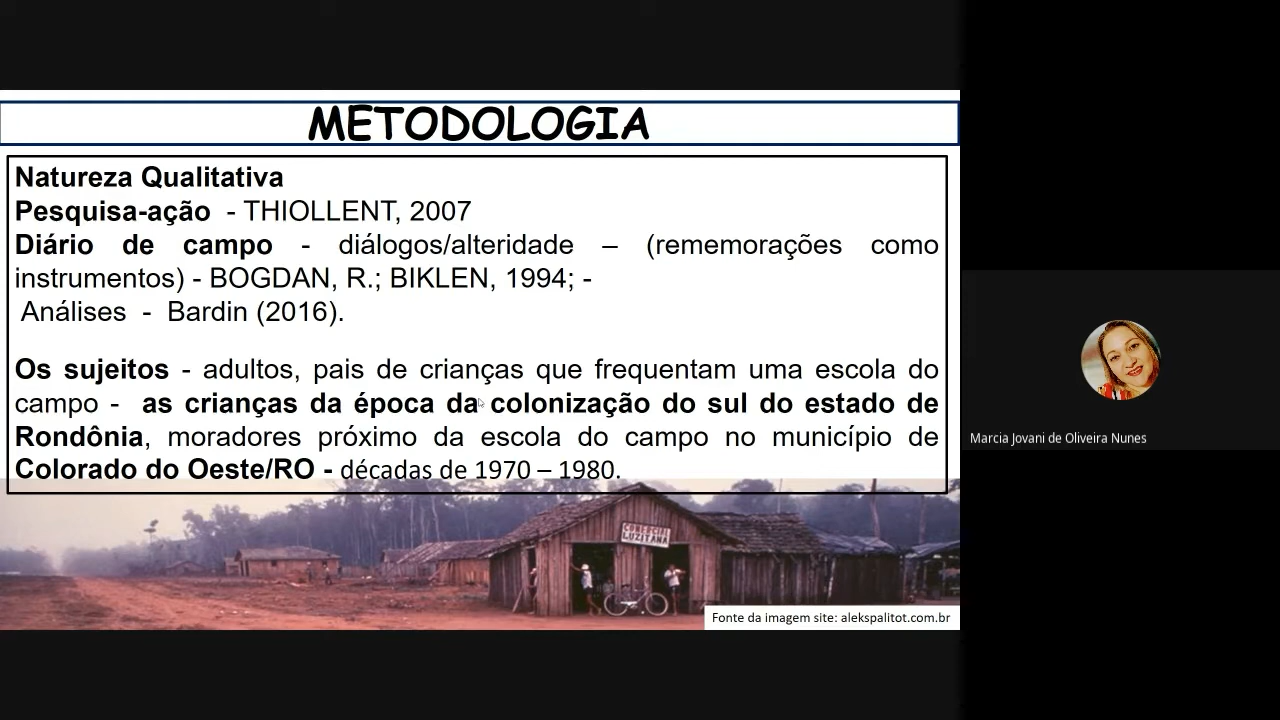 METODOLOGIA
Natureza Qualitativa
Pesquisa-ação - THIOLLENT, 2007
Diário de campo - diálogos/alteridade – (rememorações como
instrumentos) - BOGDAN, R.; BIKLEN, 1994; -
Análises - Bardin (2016).
Os sujeitos - adultos, pais de crianças que frequentam uma escola do
campo - as crianças da época da colonização do sul do estado de
Rondônia, moradores próximo da escola do campo no município de
Colorado do Oeste/RO - décadas de 1970 – 1980.
COMERCIAL
LUZITANA
Fonte da imagem site: alekspalitot.com.br
Marcia Jovani de Oliveira Nunes